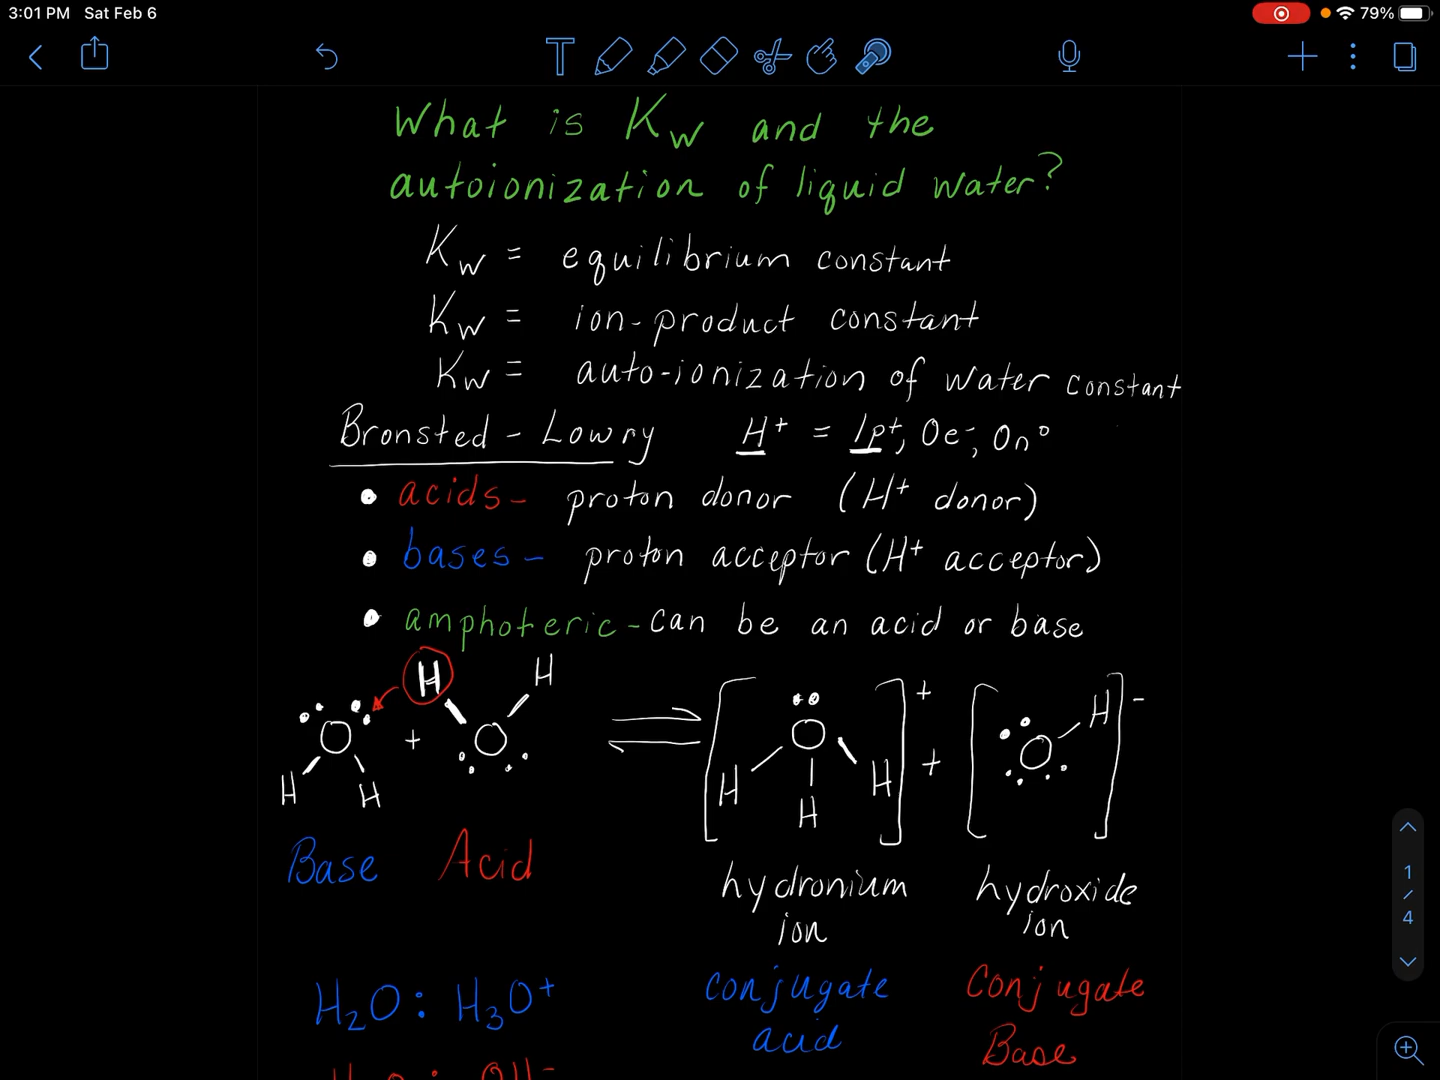 3:01 PM Sat Feb 6
79%
What is Kw and the
autoionization of liquid water?
Kw = equilibrium constant
Kw = ion-product constant
Kw = auto-ionization of water constant
Bronsted - Lowry H⁺ = 1p⁺, 0e⁻, 0n⁰
• acids - proton donor (H⁺ donor)
• bases - proton acceptor (H⁺ acceptor)
• amphoteric - can be an acid or base
H H
O + O ⇌ [O]⁺ + [O H]⁻
H H H H H
Base Acid
hydronium ion
hydroxide ion
conjugate acid
Conjugate Base
H₂O : H₃O⁺
H₂O : OH⁻
1
/
4